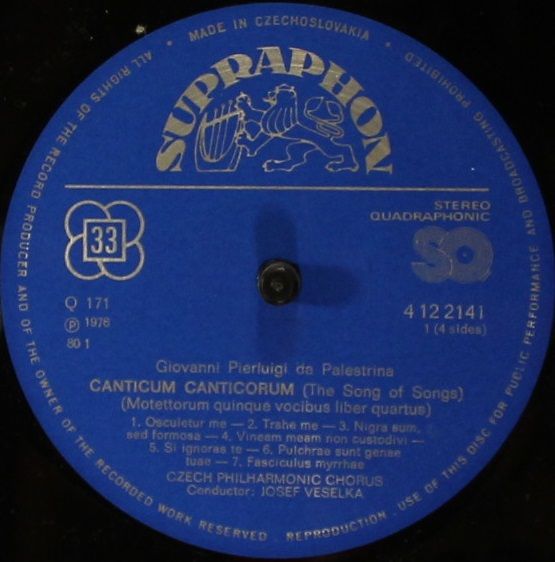 MADE IN CZECHOSLOVAKIA
ALL RIGHTS OF THE RECORD PRODUCER AND OF THE OWNER OF THE RECORDED WORK RESERVED . REPRODUCTION . USE OF THIS DISC FOR PUBLIC PERFORMANCE AND BROADCASTING PROHIBITED
SUPRAPHON
STEREO
QUADRAPHONIC
33
SQ
Q 171
Ⓟ 1976
80 1
4 12 2141
1 (4 sides)
Giovanni Pierluigi da Palestrina
CANTICUM CANTICORUM (The Song of Songs)
(Motettorum quinque vocibus liber quartus)
1. Osculetur me — 2. Trahe me — 3. Nigra sum,
sed formosa — 4. Vineam meam non custodivi —
5. Si ignoras te — 6. Pulchrae sunt genae
tuae — 7. Fasciculus myrrhae
CZECH PHILHARMONIC CHORUS
Conductor: JOSEF VESELKA